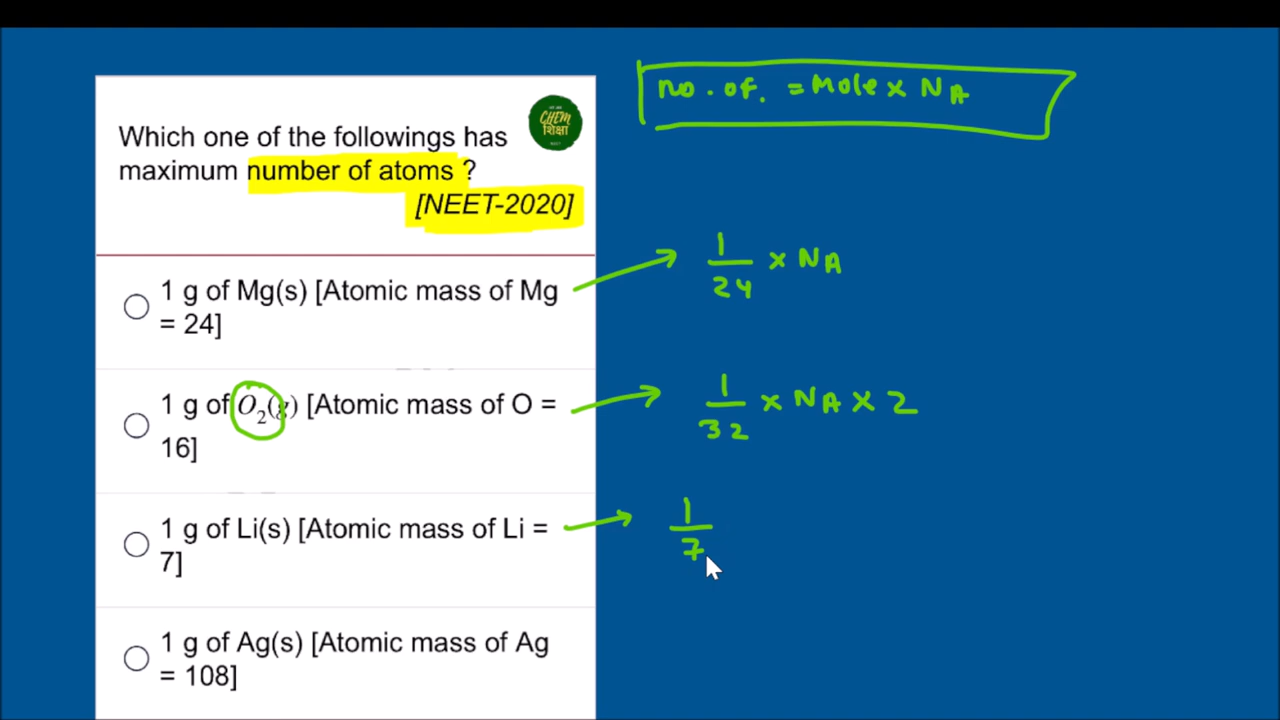 no. of. = Mole × NA
CHEM
शिक्षा
Which one of the followings has
maximum number of atoms ?
[NEET-2020]
1 g of Mg(s) [Atomic mass of Mg
= 24]
1/24 × NA
1 g of O2(g) [Atomic mass of O =
16]
1/32 × NA × 2
1 g of Li(s) [Atomic mass of Li =
7]
1/7
1 g of Ag(s) [Atomic mass of Ag
= 108]